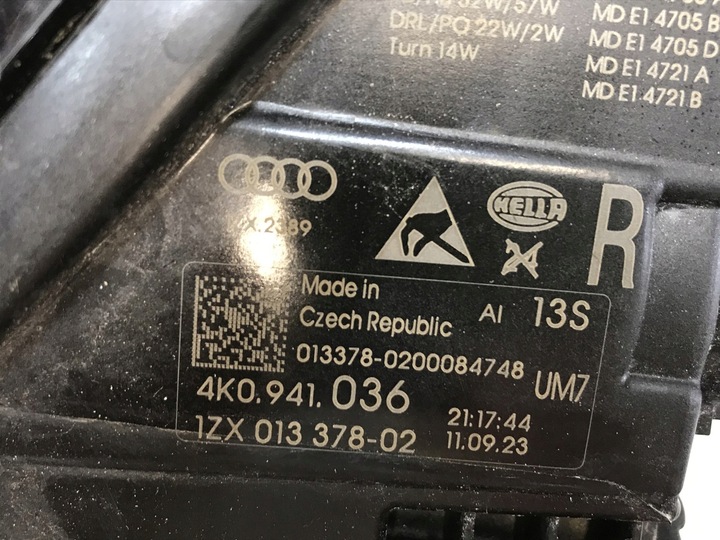 DRL/PO 22W/2W
Turn 14W
MD E1 4705 B
MD E1 4705 D
MD E1 4721 A
MD E1 4721 B
HELLA
R
Made in
Czech Republic
AI 13S
013378-0200084748
4K0.941.036
UM7
1ZX 013 378-02
21:17:44
11.09.23